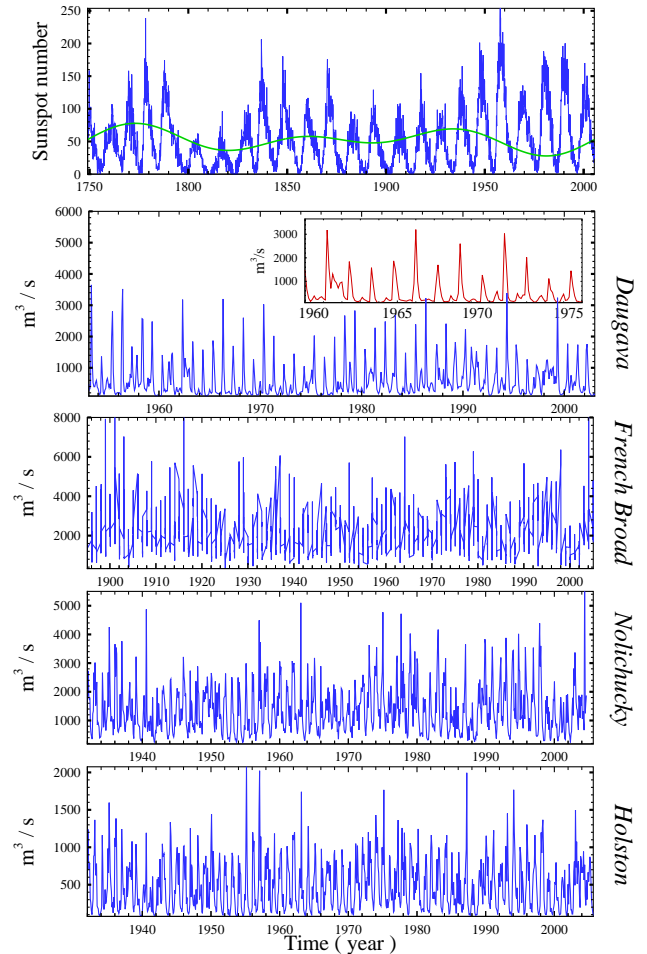 Sunspot number
250
200
150
100
50
0
1750 1800 1850 1900 1950 2000
m³ / s
6000
5000
4000
3000
2000
1000
1960 1970 1980 1990 2000
m³/s
3000
2000
1000
1960 1965 1970 1975
Daugava
m³ / s
8000
6000
4000
2000
1900 1910 1920 1930 1940 1950 1960 1970 1980 1990 2000
French Broad
m³ / s
5000
4000
3000
2000
1000
1940 1950 1960 1970 1980 1990 2000
Nolichucky
m³ / s
2000
1500
1000
500
1940 1950 1960 1970 1980 1990 2000
Holston
Time ( year )